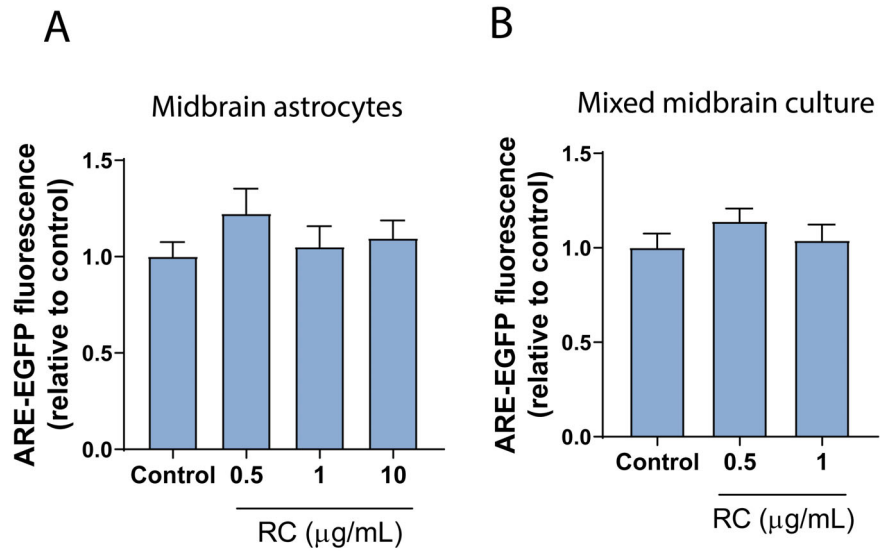 A
Midbrain astrocytes
ARE-EGFP fluorescence
(relative to control)
1.5
1.0
0.5
0.0
Control 0.5 1 10
RC (μg/mL)
B
Mixed midbrain culture
ARE-EGFP fluorescence
(relative to control)
1.5
1.0
0.5
0.0
Control 0.5 1
RC (μg/mL)